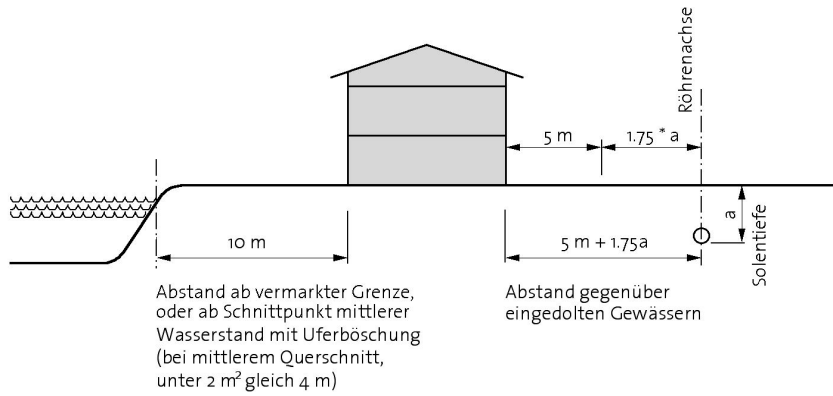 Röhrenachse
5 m
1.75 * a
10 m
5 m + 1.75a
a
Solentiefe
Abstand ab vermarkter Grenze,
oder ab Schnittpunkt mittlerer
Wasserstand mit Uferböschung
(bei mittlerem Querschnitt,
unter 2 m² gleich 4 m)
Abstand gegenüber
eingedolten Gewässern